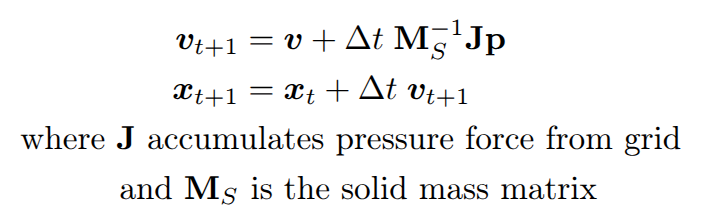 v_{t+1} = v + Δt M_S^{-1} Jp
x_{t+1} = x_t + Δt v_{t+1}
where J accumulates pressure force from grid
and M_S is the solid mass matrix